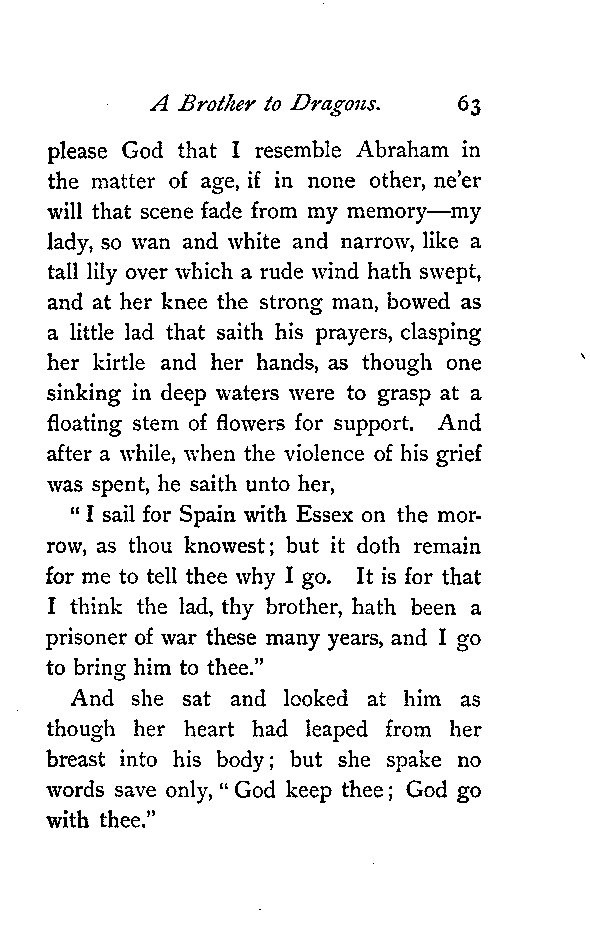 A Brother to Dragons. 63
please God that I resemble Abraham in
the matter of age, if in none other, ne'er
will that scene fade from my memory—my
lady, so wan and white and narrow, like a
tall lily over which a rude wind hath swept,
and at her knee the strong man, bowed as
a little lad that saith his prayers, clasping
her kirtle and her hands, as though one
sinking in deep waters were to grasp at a
floating stem of flowers for support. And
after a while, when the violence of his grief
was spent, he saith unto her,
"I sail for Spain with Essex on the mor-
row, as thou knowest; but it doth remain
for me to tell thee why I go. It is for that
I think the lad, thy brother, hath been a
prisoner of war these many years, and I go
to bring him to thee."
And she sat and looked at him as
though her heart had leaped from her
breast into his body; but she spake no
words save only, "God keep thee; God go
with thee."